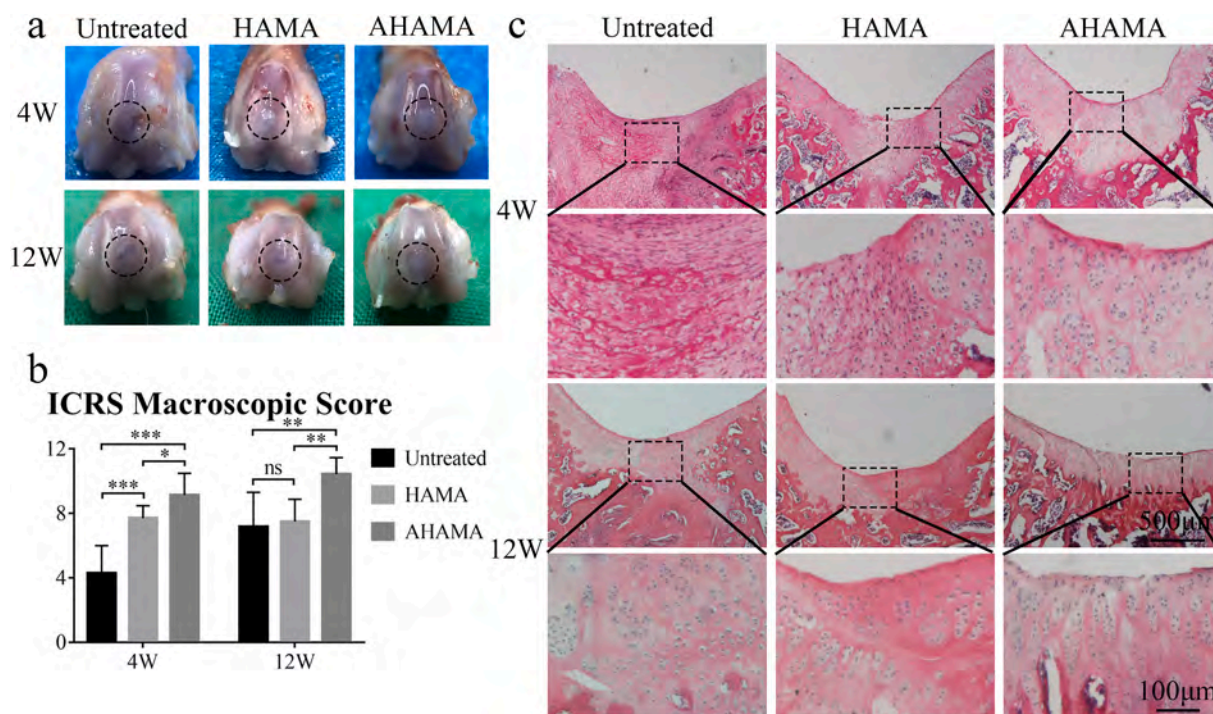 a
Untreated HAMA AHAMA
4W
12W
b
ICRS Macroscopic Score
12
8
4
0
*** * ***
ns ** **
4W 12W
Untreated
HAMA
AHAMA
c
Untreated HAMA AHAMA
4W
12W
500μm
100μm